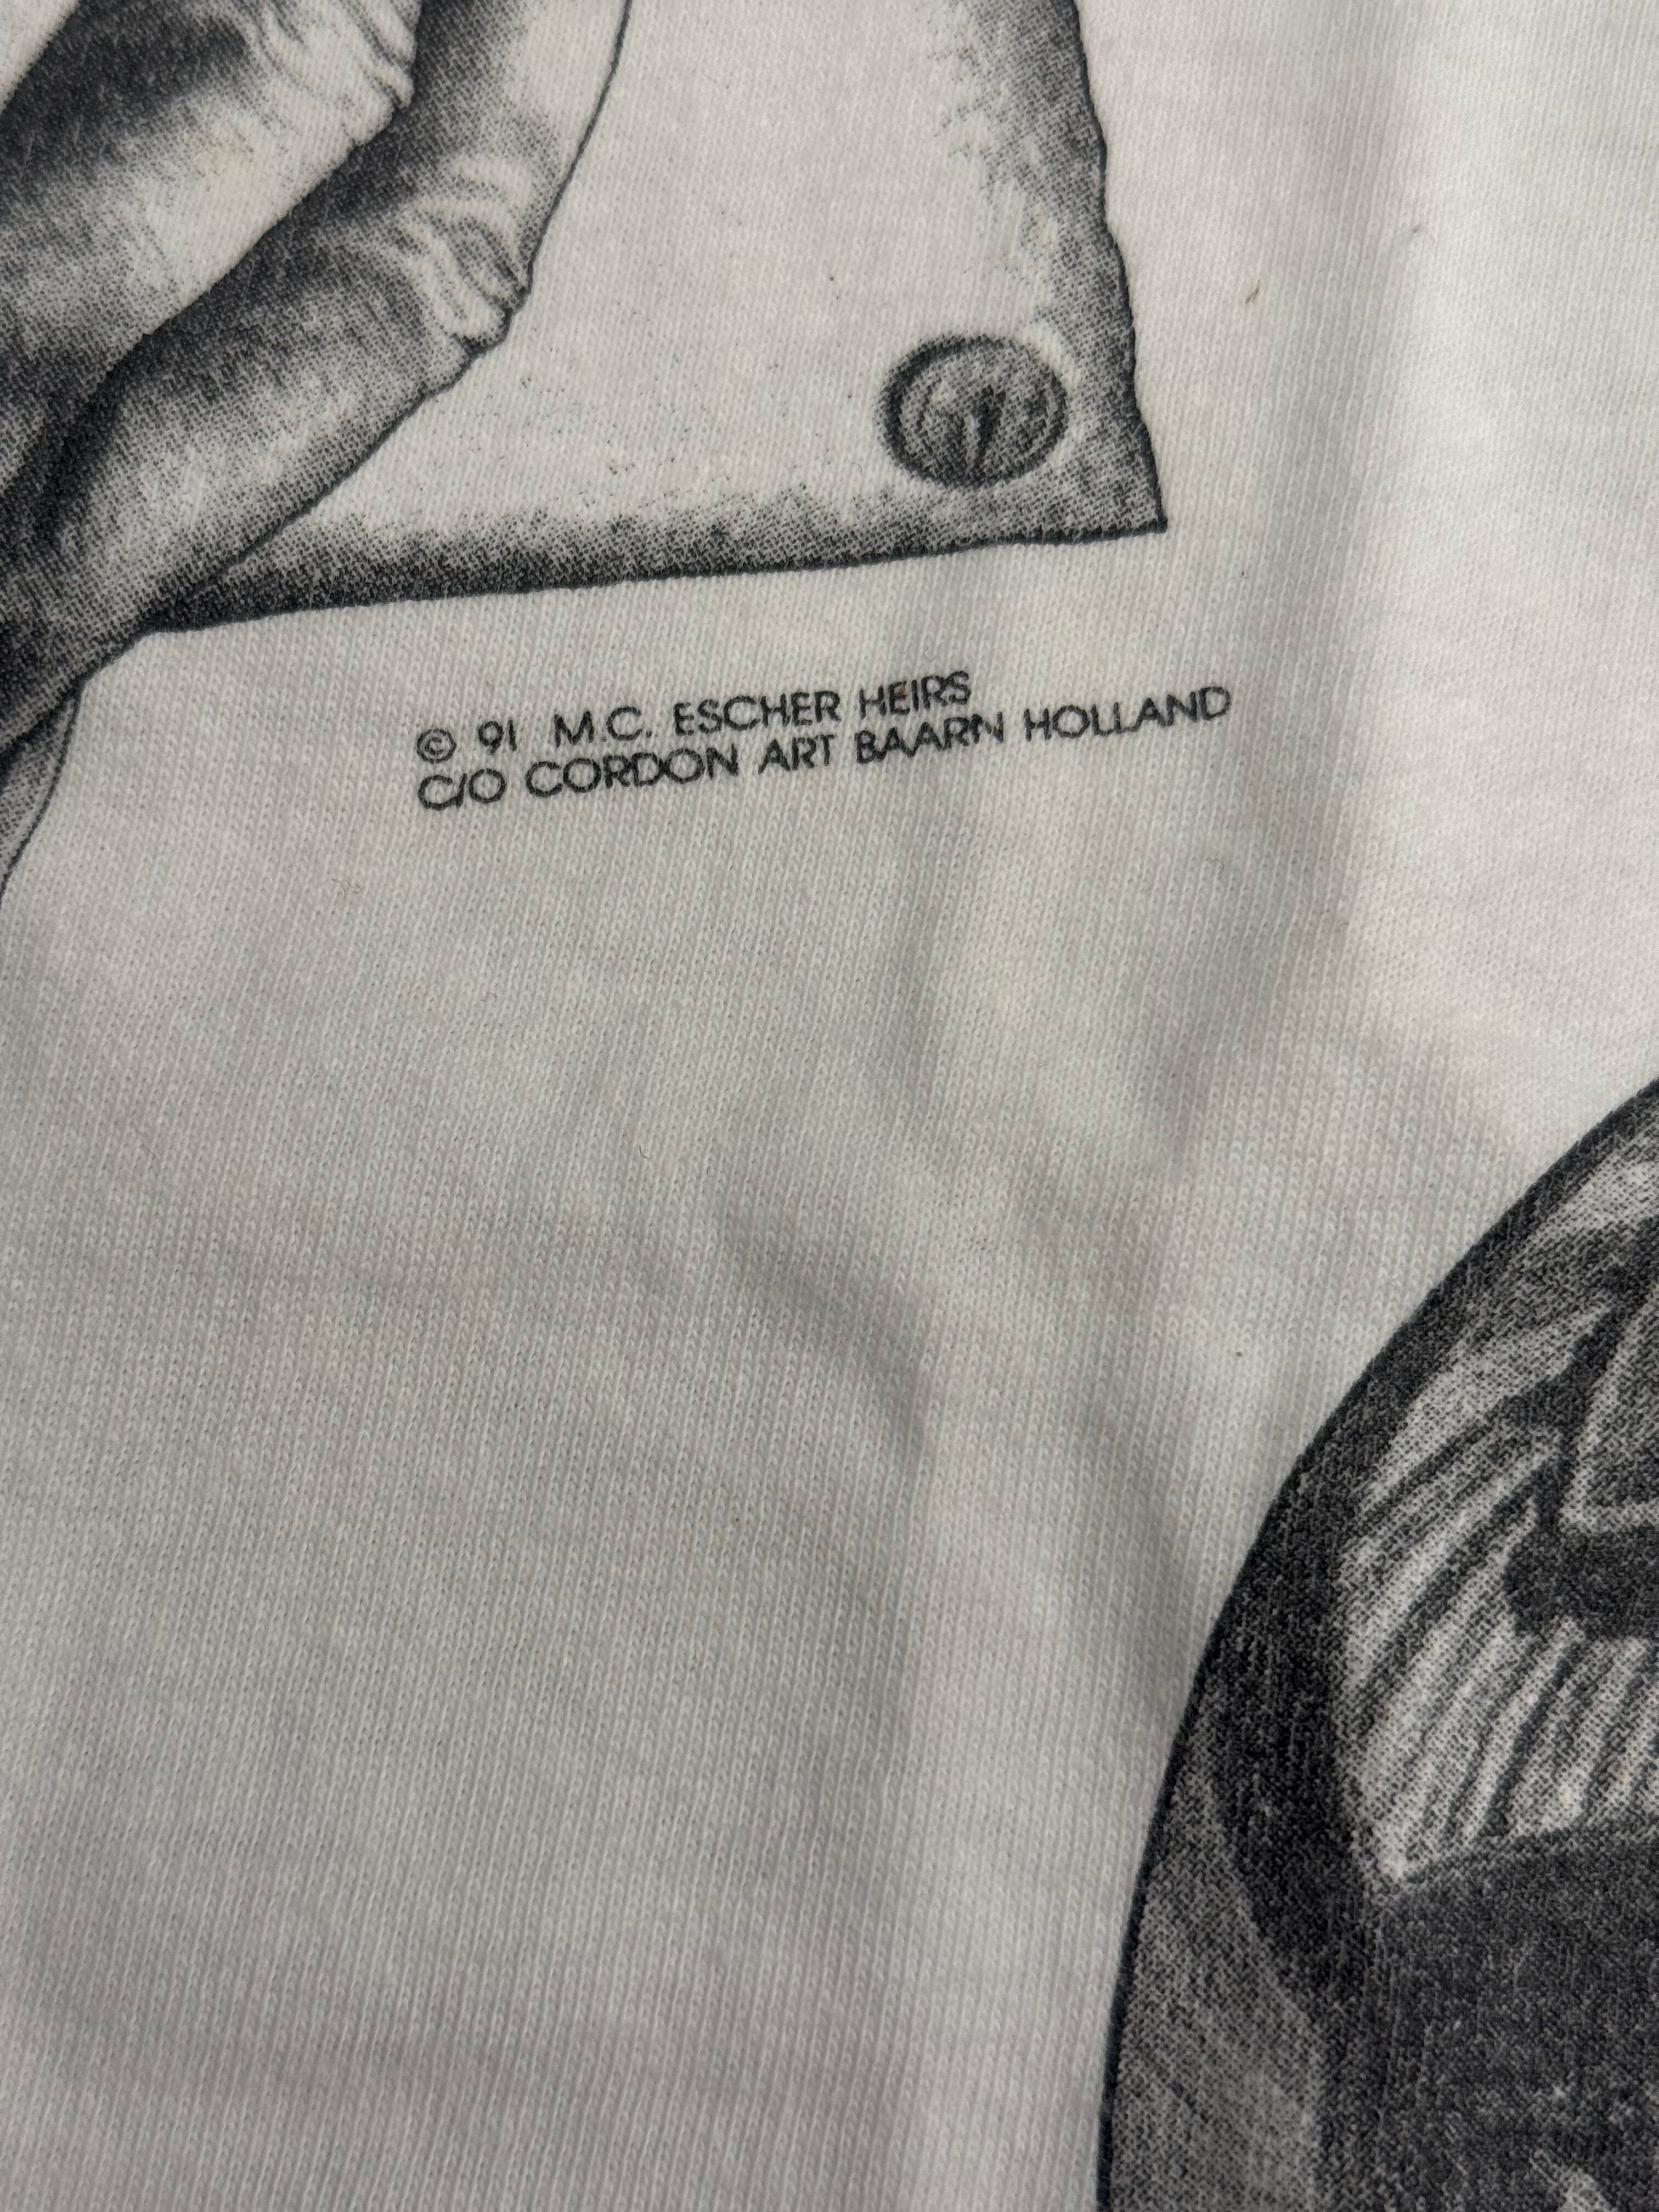 © 91 M.C. ESCHER HEIRS
C/O CORDON ART BAARN HOLLAND